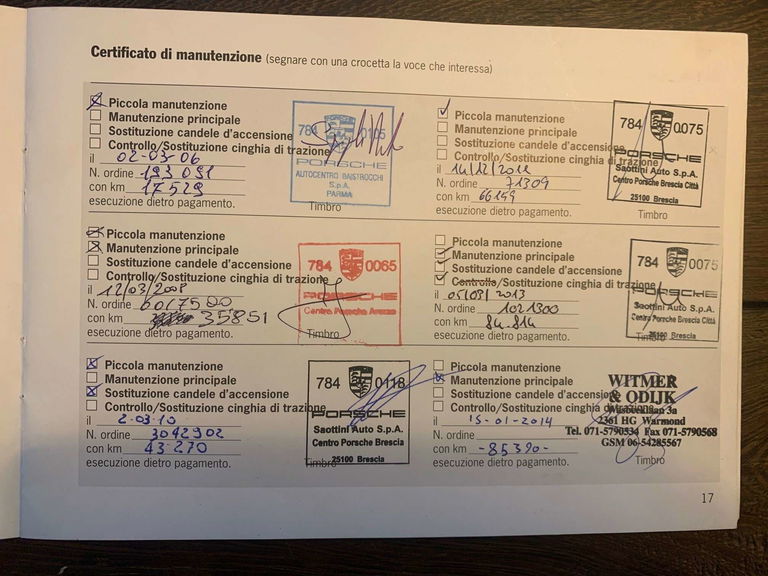 Certificato di manutenzione (segnare con una crocetta la voce che interessa)
Piccola manutenzione
Manutenzione principale
Sostituzione candele d'accensione
Controllo/Sostituzione cinghia di trazione
il 02-03-06
N. ordine 193 091
con km 17529
esecuzione dietro pagamento.
Timbro
784 0105
PORSCHE
AUTOCENTRO BAISTROCCHI
S.p.A.
PARMA
Piccola manutenzione
Manutenzione principale
Sostituzione candele d'accensione
Controllo/Sostituzione cinghia di trazione
il 12/03/2008
N. ordine
con km 35851
esecuzione dietro pagamento.
Timbro
784 0065
PORSCHE
Centro Porsche Arezzo
Piccola manutenzione
Manutenzione principale
Sostituzione candele d'accensione
Controllo/Sostituzione cinghia di trazione
il 2-03-10
N. ordine 3042902
con km 43 270
esecuzione dietro pagamento.
Timbro
784 0118
PORSCHE
Saottini Auto S.p.A.
Centro Porsche Brescia
25100 Brescia
Piccola manutenzione
Manutenzione principale
Sostituzione candele d'accensione
Controllo/Sostituzione cinghia di trazione
il
N. ordine 71309
con km 66199
esecuzione dietro pagamento.
Timbro
784 0075
PORSCHE
Saottini Auto S.p.A.
Centro Porsche Brescia Città
25100 Brescia
Piccola manutenzione
Manutenzione principale
Sostituzione candele d'accensione
Controllo/Sostituzione cinghia di trazione
il 2013
N. ordine 1021300
con km 84.814
esecuzione dietro pagamento.
Timbro
784 0075
PORSCHE
Saottini Auto S.p.A.
Centro Porsche Brescia Città
25100 Brescia
Piccola manutenzione
Manutenzione principale
Sostituzione candele d'accensione
Controllo/Sostituzione cinghia di trazione
il 15-01-2014
N. ordine
con km -85390-
esecuzione dietro pagamento.
Timbro
WITMER
& ODIJK
3a
2361 HG Warmond
Tel. 071-5790534 Fax 071-5790568
GSM 06-54285567
17